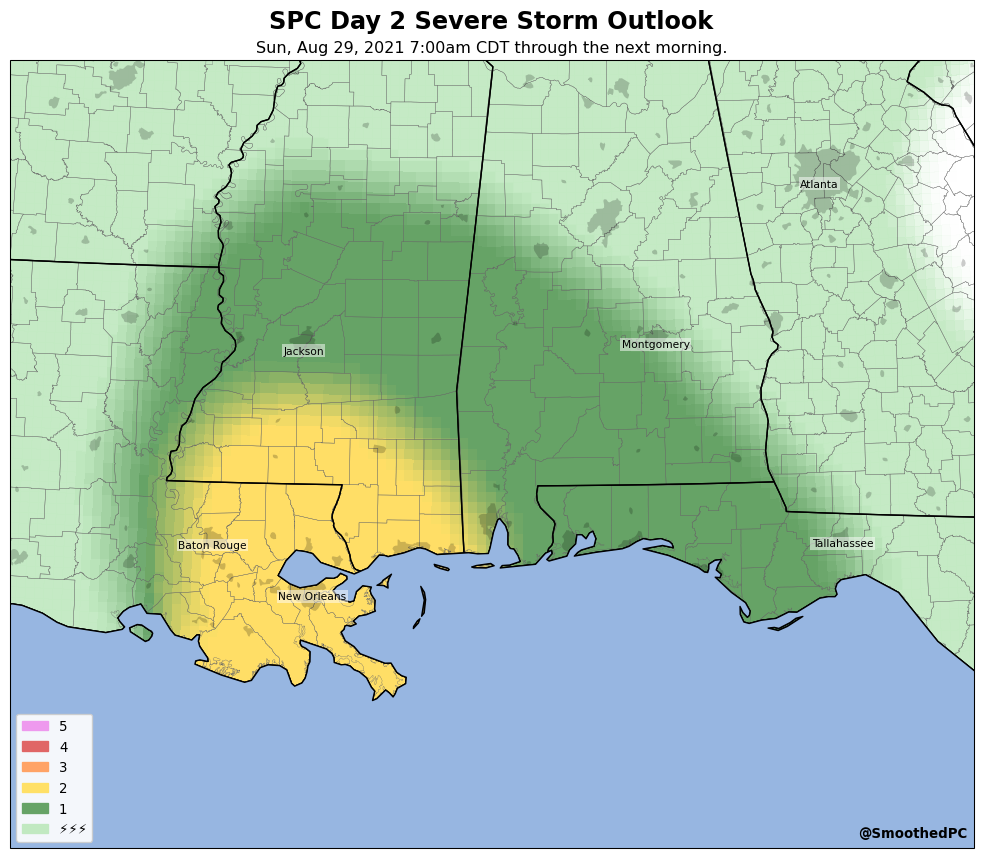 SPC Day 2 Severe Storm Outlook
Sun, Aug 29, 2021 7:00am CDT through the next morning.
Atlanta
Jackson
Montgomery
Baton Rouge
Tallahassee
New Orleans
5
4
3
2
1
⚡⚡⚡
@SmoothedPC